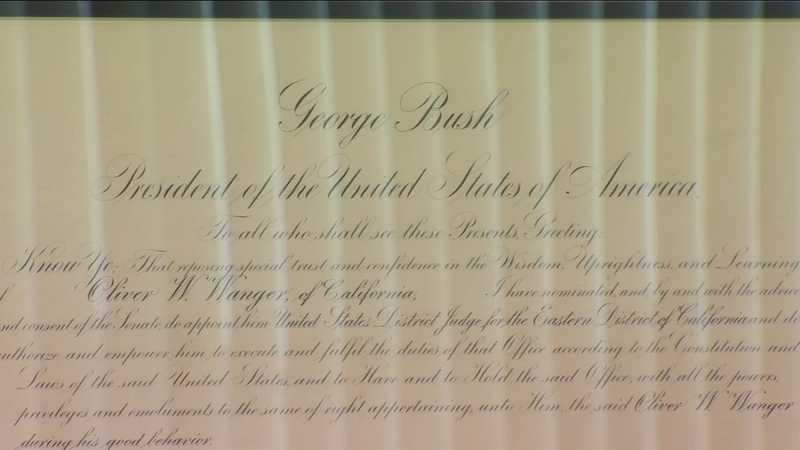 George Bush
President of the United States of America.
To all who shall see, these Presents, Greeting:
Know Ye; That reposing special trust and confidence in the Wisdom, Uprightness, and Learning
f Oliver W. Wanger, of California, I have nominated, and, by and with the advice
nd consent of the Senate, do appoint him United States District Judge for the Eastern District of California and do
uthorize and empower him to execute and fulfil the duties of that Office according to the Constitution and
Laws of the said United States, and to Have and to Hold the said Office, with all the powers,
privileges and emoluments to the same of right appertaining, unto Him, the said Oliver W. Wanger
during his good behavior.